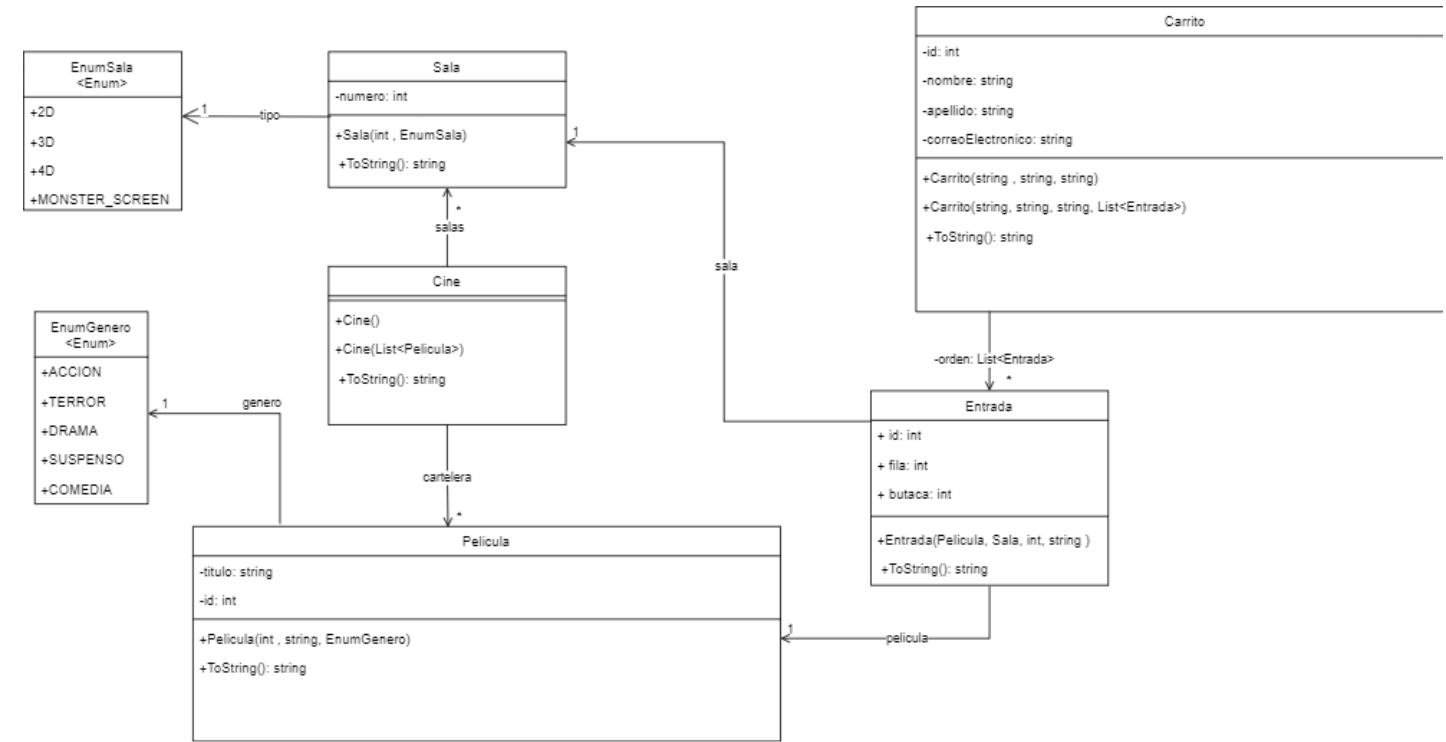 EnumSala
<Enum>
+2D
+3D
+4D
+MONSTER_SCREEN
1
tipo
Sala
-numero: int
+Sala(int , EnumSala)
+ToString(): string
1
*
salas
sala
Cine
+Cine()
+Cine(List<Pelicula>)
+ToString(): string
cartelera
*
EnumGenero
<Enum>
+ACCION
+TERROR
+DRAMA
+SUSPENSO
+COMEDIA
1
genero
Pelicula
-titulo: string
-id: int
+Pelicula(int , string, EnumGenero)
+ToString(): string
1
pelicula
Carrito
-id: int
-nombre: string
-apellido: string
-correoElectronico: string
+Carrito(string , string, string)
+Carrito(string, string, string, List<Entrada>)
+ToString(): string
-orden: List<Entrada>
*
Entrada
+ id: int
+ fila: int
+ butaca: int
+Entrada(Pelicula, Sala, int, string )
+ToString(): string